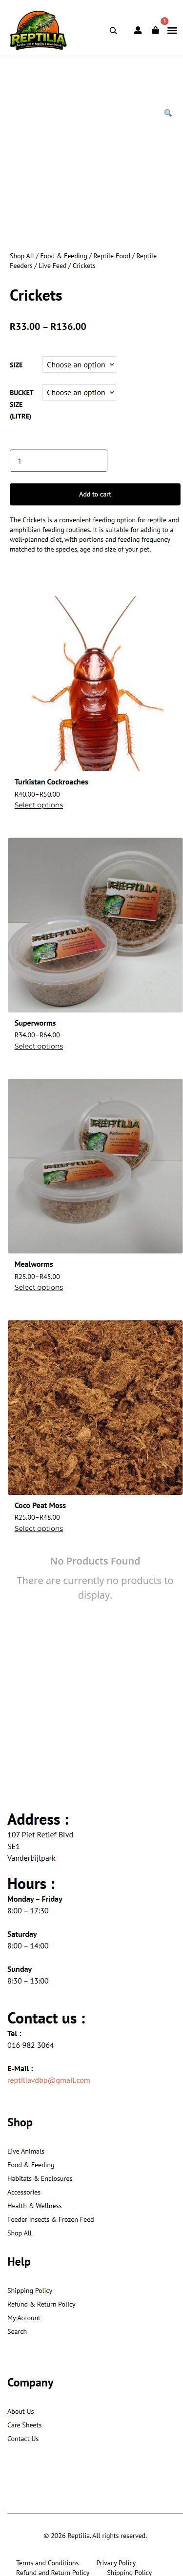 REPTILIA
1
Shop All / Food & Feeding / Reptile Food / Reptile
Feeders / Live Feed / Crickets
Crickets
R33.00 – R136.00
SIZE
Choose an option
BUCKET
SIZE
(LITRE)
Choose an option
1
Add to cart
The Crickets is a convenient feeding option for reptile and
amphibian feeding routines. It is suitable for adding to a
well-planned diet, with portions and feeding frequency
matched to the species, age and size of your pet.
Turkistan Cockroaches
R40.00–R50.00
Select options
REPTILIA
REPTILIA
Superworms
R34.00–R64.00
Select options
REPTILIA
REPTILIA
Mealworms
R25.00–R45.00
Select options
Coco Peat Moss
R25.00–R48.00
Select options
No Products Found
There are currently no products to
display.
Address :
107 Piet Retief Blvd
SE1
Vanderbijlpark
Hours :
Monday – Friday
8:00 – 17:30
Saturday
8:00 – 14:00
Sunday
8:30 – 13:00
Contact us :
Tel :
016 982 3064
E-Mail :
reptiliavdbp@gmail.com
Shop
Live Animals
Food & Feeding
Habitats & Enclosures
Accessories
Health & Wellness
Feeder Insects & Frozen Feed
Shop All
Help
Shipping Policy
Refund & Return Policy
My Account
Search
Company
About Us
Care Sheets
Contact Us
© 2026 Reptilia. All rights reserved.
Terms and Conditions
Privacy Policy
Refund and Return Policy
Shipping Policy